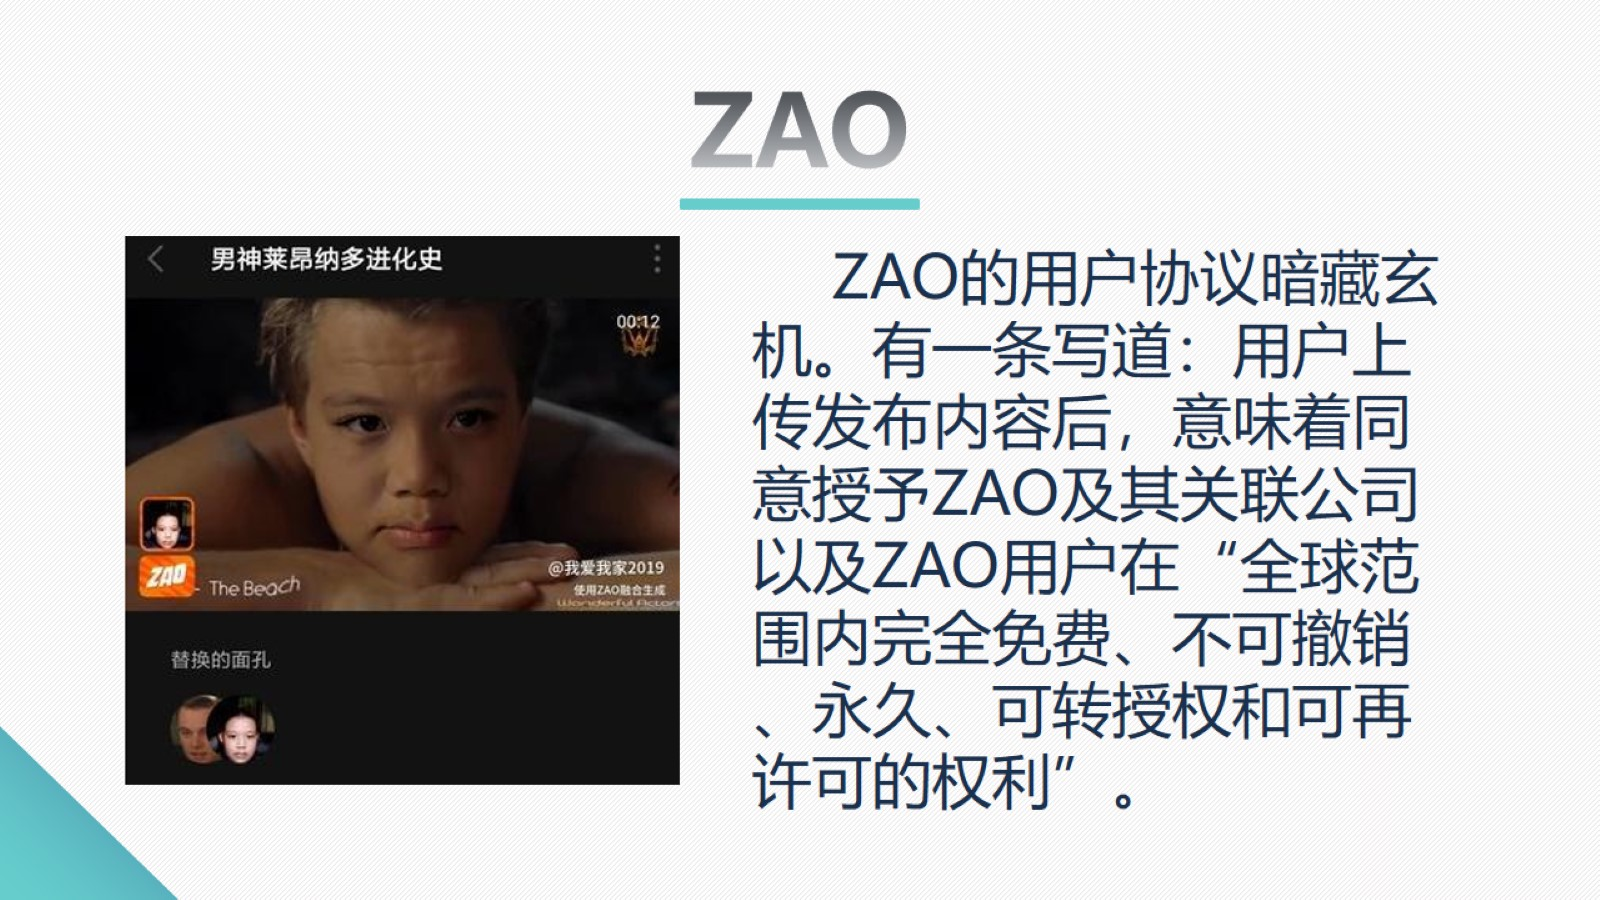 ZAO
男神莱昂纳多进化史
00:12
ZAO
The Beach
@我爱我家2019
使用ZAO融合生成
Wonderful Actors
替换的面孔
ZAO的用户协议暗藏玄
机。有一条写道：用户上
传发布内容后，意味着同
意授予ZAO及其关联公司
以及ZAO用户在“全球范
围内完全免费、不可撤销
、永久、可转授权和可再
许可的权利”。